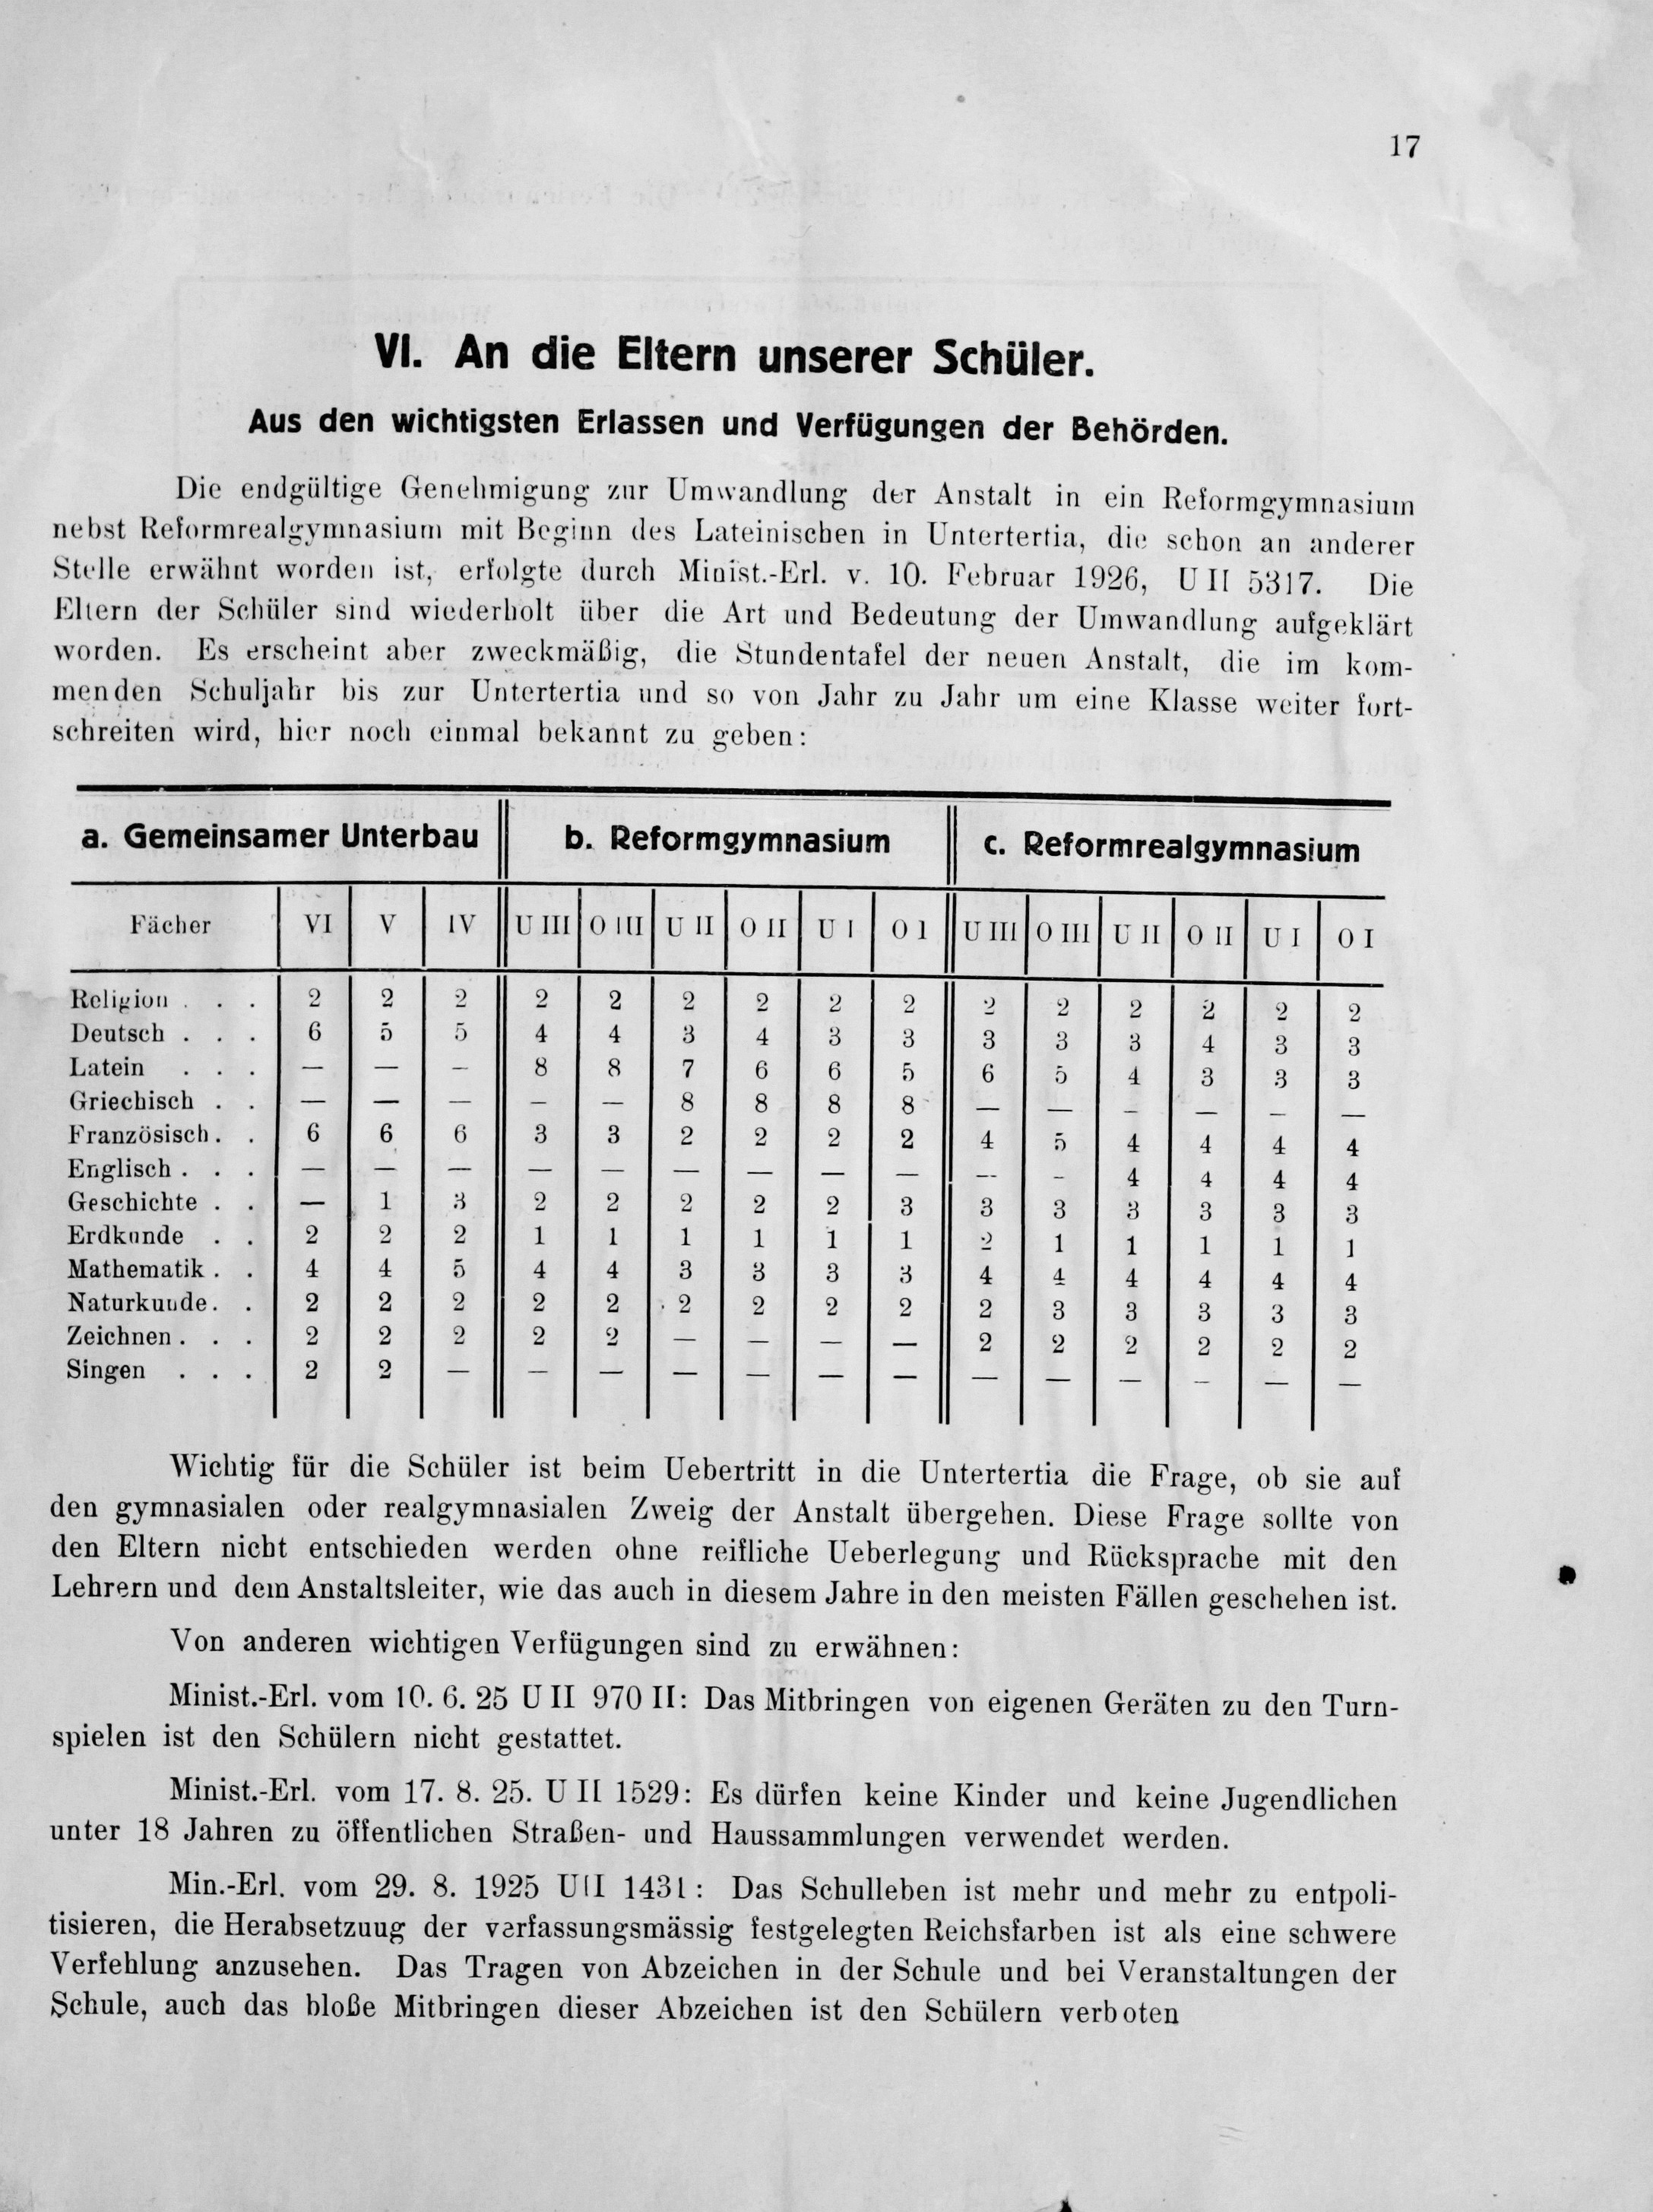 17
VI. An die Eltern unserer Schüler.
Aus den wichtigsten Erlassen und Verfügungen der Behörden.
Die endgültige Genehmigung zur Umwandlung der Anstalt in ein Reformgymnasium
nebst Reformrealgymnasium mit Beginn des Lateinischen in Untertertia, die schon an anderer
Stelle erwähnt worden ist, erfolgte durch Minist.-Erl. v. 10. Februar 1926, U II 5317. Die
Eltern der Schüler sind wiederholt über die Art und Bedeutung der Umwandlung aufgeklärt
worden. Es erscheint aber zweckmäßig, die Stundentafel der neuen Anstalt, die im kom-
menden Schuljahr bis zur Untertertia und so von Jahr zu Jahr um eine Klasse weiter fort-
schreiten wird, hier noch einmal bekannt zu geben:
a. Gemeinsamer Unterbau b. Reformgymnasium c. Reformrealgymnasium
Fächer VI V IV U III O III U II O II U I O I U III O III U II O II U I O I
Religion . . . 2 2 2 2 2 2 2 2 2 2 2 2 2 2 2
Deutsch . . . 6 5 5 4 4 3 4 3 3 3 3 3 4 3 3
Latein . . . — — — 8 8 7 6 6 5 6 5 4 3 3 3
Griechisch . . — — — — — 8 8 8 8 — — — — — —
Französisch . . 6 6 6 3 3 2 2 2 2 4 5 4 4 4 4
Englisch . . . — — — — — — — — — — — 4 4 4 4
Geschichte . . — 1 3 2 2 2 2 2 3 3 3 3 3 3 3
Erdkunde . . 2 2 2 1 1 1 1 1 1 2 1 1 1 1 1
Mathematik . . 4 4 5 4 4 3 3 3 3 4 4 4 4 4 4
Naturkunde . . 2 2 2 2 2 2 2 2 2 2 3 3 3 3 3
Zeichnen . . . 2 2 2 2 2 — — — — 2 2 2 2 2 2
Singen . . . 2 2 — — — — — — — — — — — — —
Wichtig für die Schüler ist beim Uebertritt in die Untertertia die Frage, ob sie auf
den gymnasialen oder realgymnasialen Zweig der Anstalt übergehen. Diese Frage sollte von
den Eltern nicht entschieden werden ohne reifliche Ueberlegung und Rücksprache mit den
Lehrern und dem Anstaltsleiter, wie das auch in diesem Jahre in den meisten Fällen geschehen ist.
Von anderen wichtigen Verfügungen sind zu erwähnen:
Minist.-Erl. vom 10. 6. 25 U II 970 II: Das Mitbringen von eigenen Geräten zu den Turn-
spielen ist den Schülern nicht gestattet.
Minist.-Erl. vom 17. 8. 25. U II 1529: Es dürfen keine Kinder und keine Jugendlichen
unter 18 Jahren zu öffentlichen Straßen- und Haussammlungen verwendet werden.
Min.-Erl. vom 29. 8. 1925 UII 1431: Das Schulleben ist mehr und mehr zu entpoli-
tisieren, die Herabsetzuug der verfassungsmässig festgelegten Reichsfarben ist als eine schwere
Verfehlung anzusehen. Das Tragen von Abzeichen in der Schule und bei Veranstaltungen der
Schule, auch das bloße Mitbringen dieser Abzeichen ist den Schülern verboten